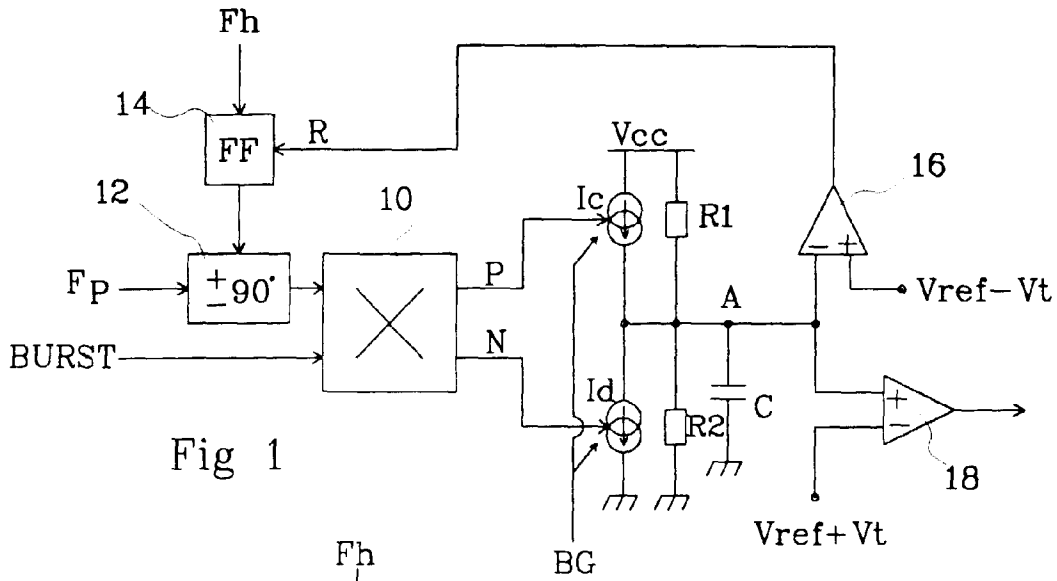 Fh
14
FF
R
Vcc
16
12
10
Ic
R1
FP
± 90°
P
- +
Vref-Vt
A
BURST
N
Id
R2
C
+
-
18
Fig 1
Vref+Vt
Fh
BG